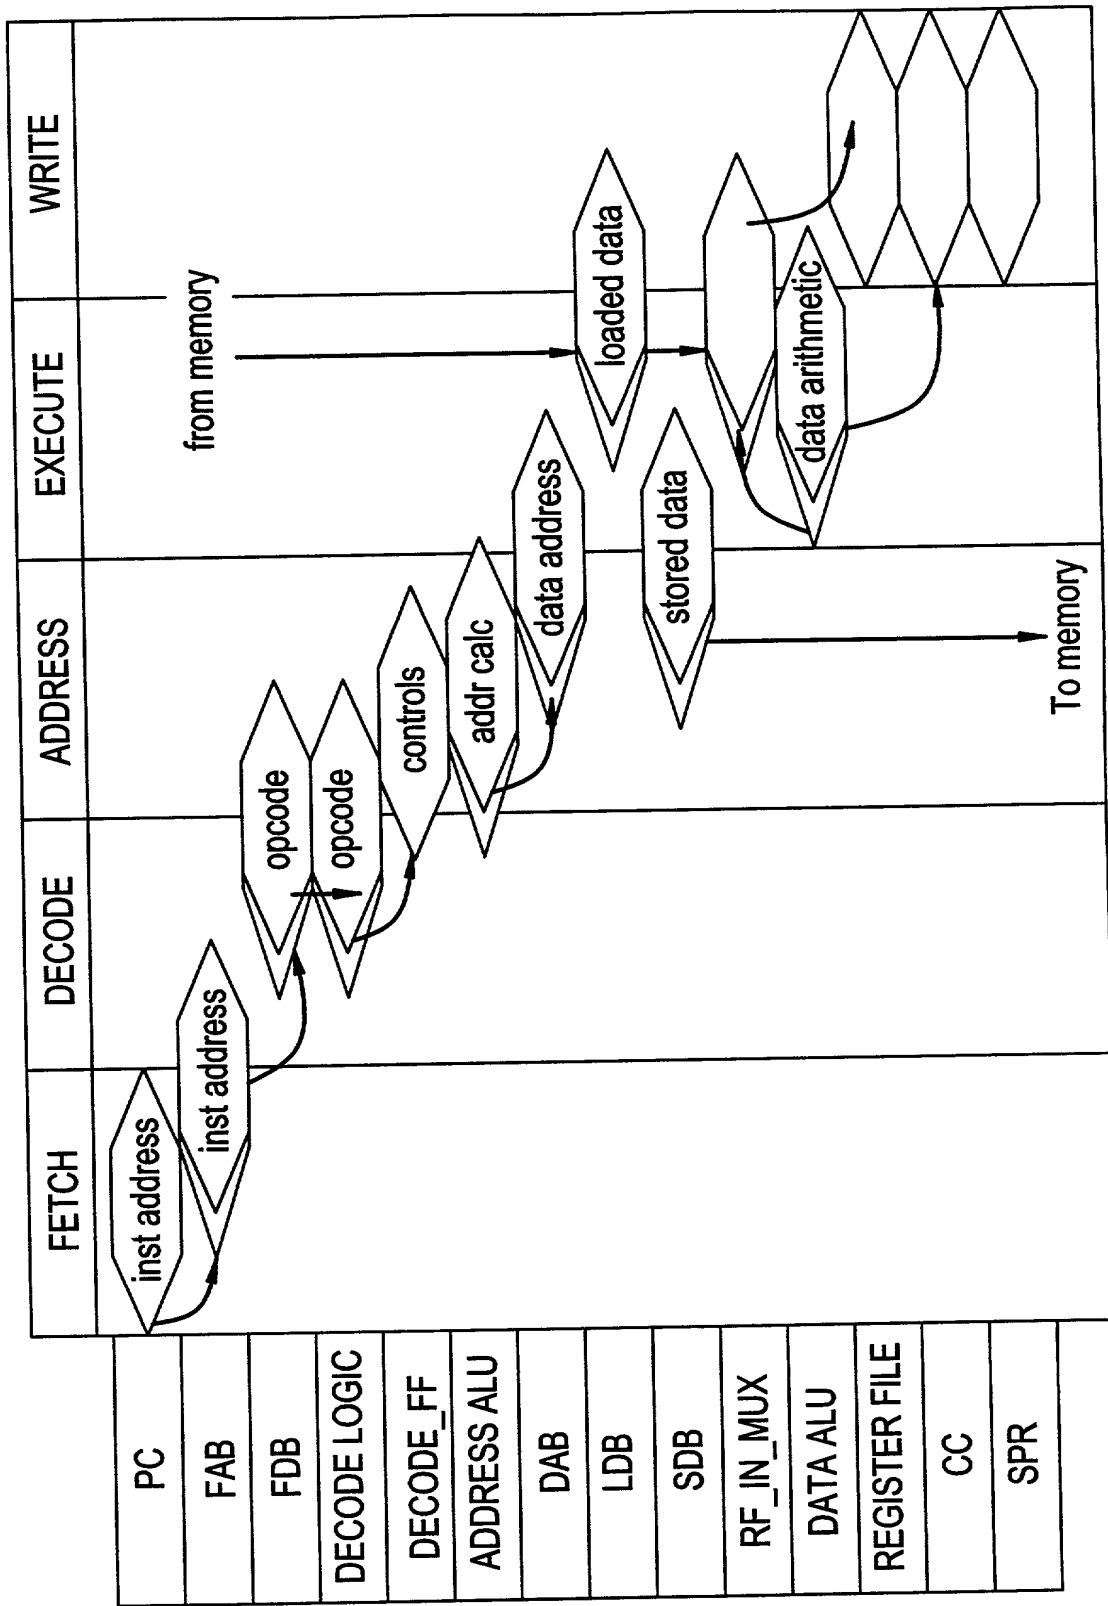 FETCH
DECODE
ADDRESS
EXECUTE
WRITE
PC
inst address
FAB
inst address
from memory
FDB
opcode
DECODE LOGIC
opcode
DECODE_FF
controls
ADDRESS ALU
addr calc
DAB
data address
LDB
loaded data
SDB
stored data
RF_IN_MUX
DATA ALU
data arithmetic
REGISTER FILE
CC
SPR
To memory